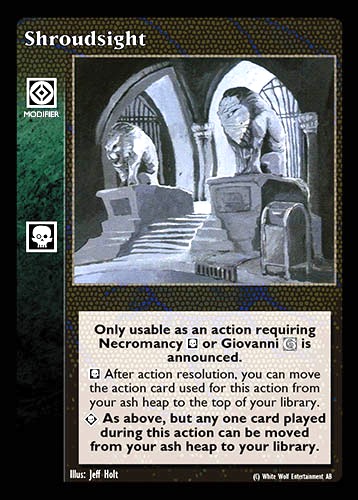 Shroudsight
MODIFIER
Only usable as an action requiring
Necromancy or Giovanni is
announced.
After action resolution, you can move
the action card used for this action from
your ash heap to the top of your library.
As above, but any one card played
during this action can be moved
from your ash heap to your library.
Illus: Jeff Holt
(C) White Wolf Entertainment AB